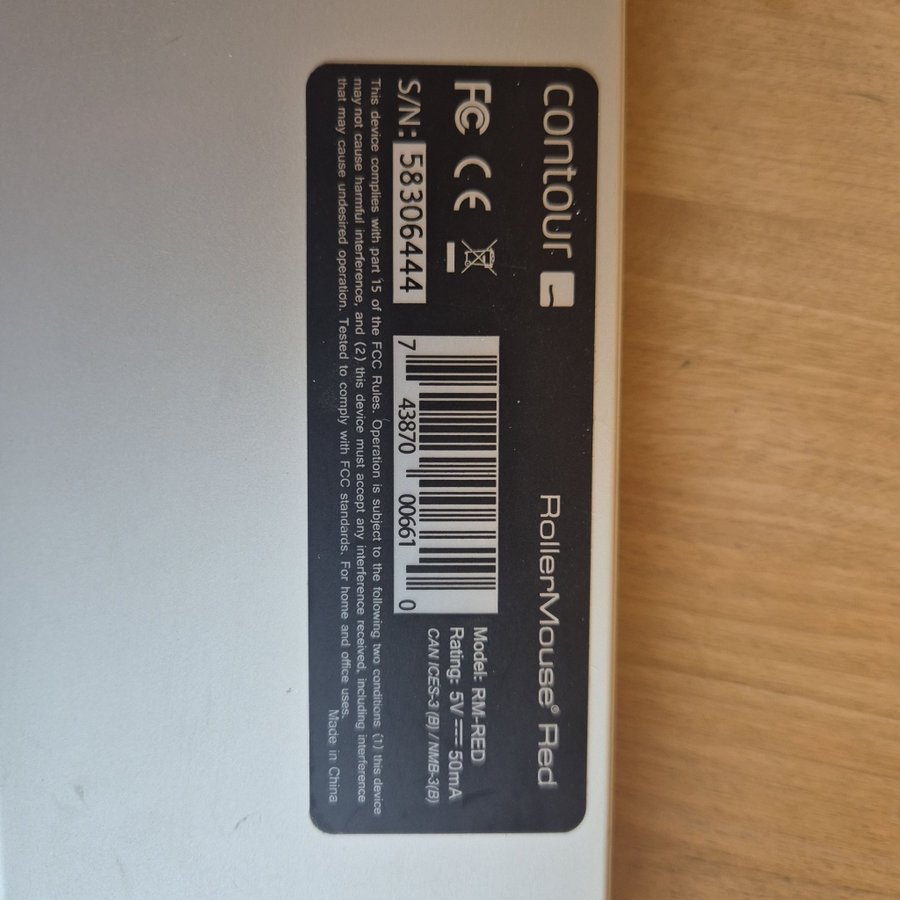 contour
RollerMouse® Red
FC CE
S/N: 58306444
7 43870 00661 0
Model: RM-RED
Rating: 5V ⎓ 50mA
CAN ICES-3 (B) / NMB-3(B)
This device complies with part 15 of the FCC Rules. Operation is subject to the following two conditions (1) this device
may not cause harmful interference, and (2) this device must accept any interference received, including interference
that may cause undesired operation. Tested to comply with FCC standards. For home and office uses.
Made in China